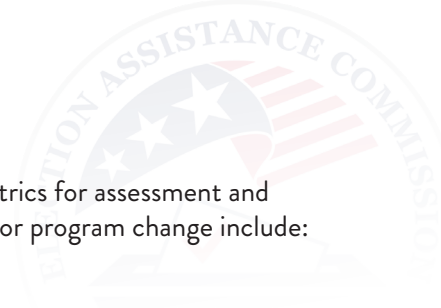 ELECTION ASSISTANCE COMMISSION
trics for assessment and
or program change include: